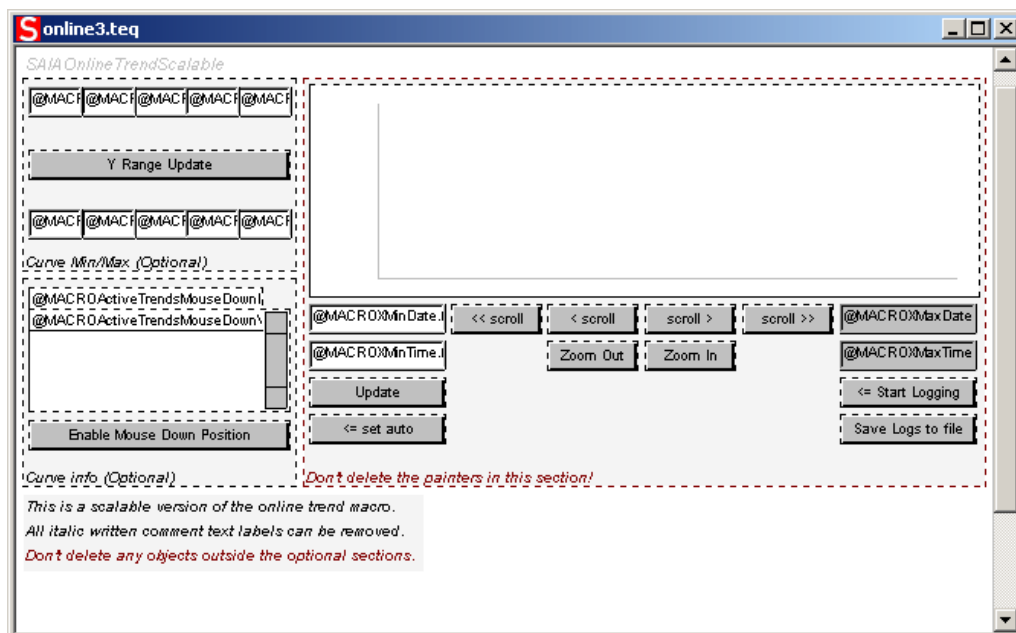 online3.teq
SAIAOnlineTrendScalable
@MACF @MACF @MACF @MACF @MACF
Y Range Update
@MACF @MACF @MACF @MACF @MACF
Curve Min/Max (Optional)
@MACROActiveTrendsMouseDownI
@MACROActiveTrendsMouseDown\
Enable Mouse Down Position
Curve info (Optional)
@MACROXMinDate.
<< scroll
< scroll
scroll >
scroll >>
@MACROXMaxDate
@MACROXMinTime.
Zoom Out
Zoom In
@MACROXMaxTime
Update
<= Start Logging
<= set auto
Save Logs to file
Don't delete the painters in this section!
This is a scalable version of the online trend macro.
All italic written comment text labels can be removed.
Don't delete any objects outside the optional sections.